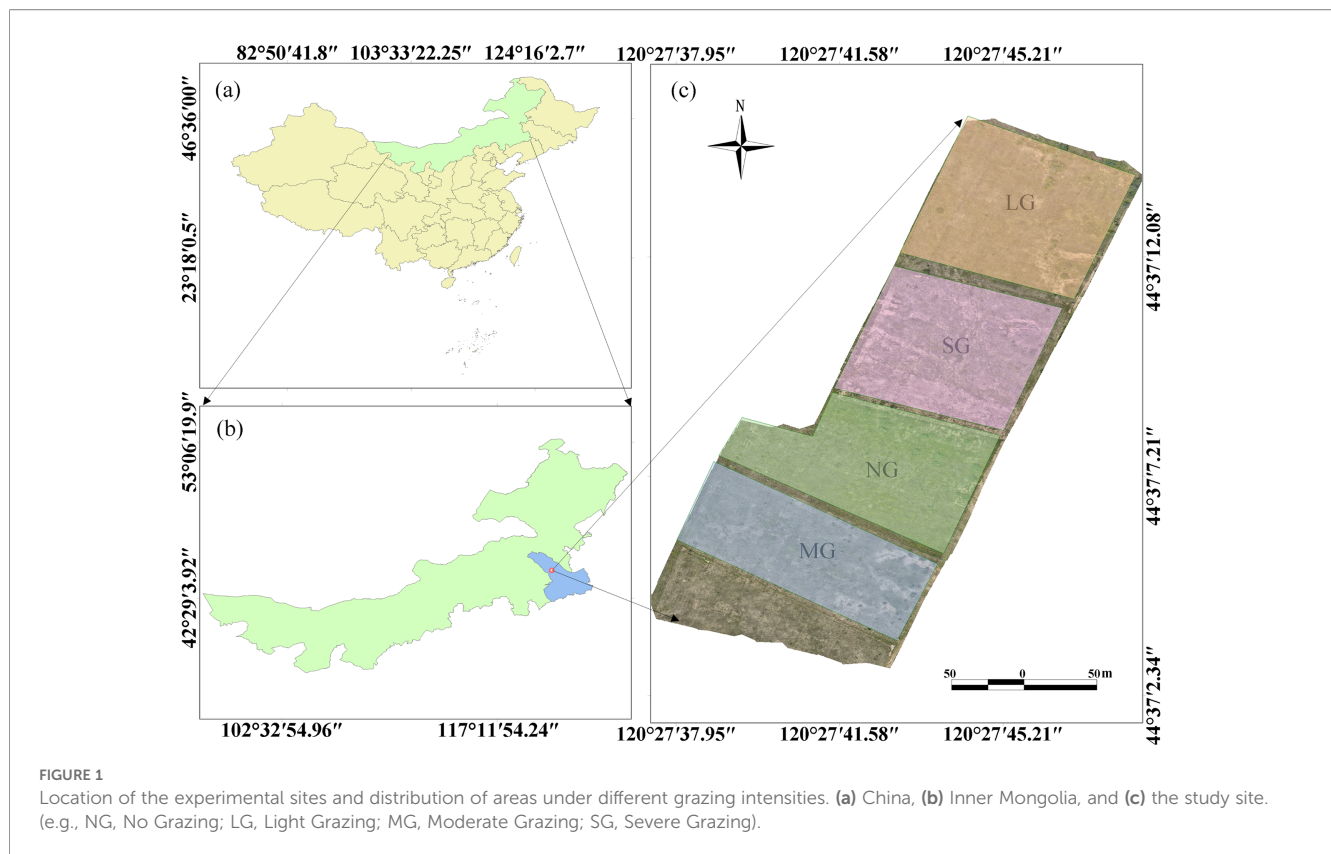 82°50′41.8″ 103°33′22.25″ 124°16′2.7″
120°27′37.95″ 120°27′41.58″ 120°27′45.21″
(a)
46°36′00″
23°18′0.5″
(b)
53°06′19.9″
42°29′3.92″
102°32′54.96″ 117°11′54.24″
(c)
N
LG
SG
NG
MG
44°37′12.08″
44°37′7.21″
44°37′2.34″
50 0 50 m
120°27′37.95″ 120°27′41.58″ 120°27′45.21″
FIGURE 1
Location of the experimental sites and distribution of areas under different grazing intensities. (a) China, (b) Inner Mongolia, and (c) the study site.
(e.g., NG, No Grazing; LG, Light Grazing; MG, Moderate Grazing; SG, Severe Grazing).